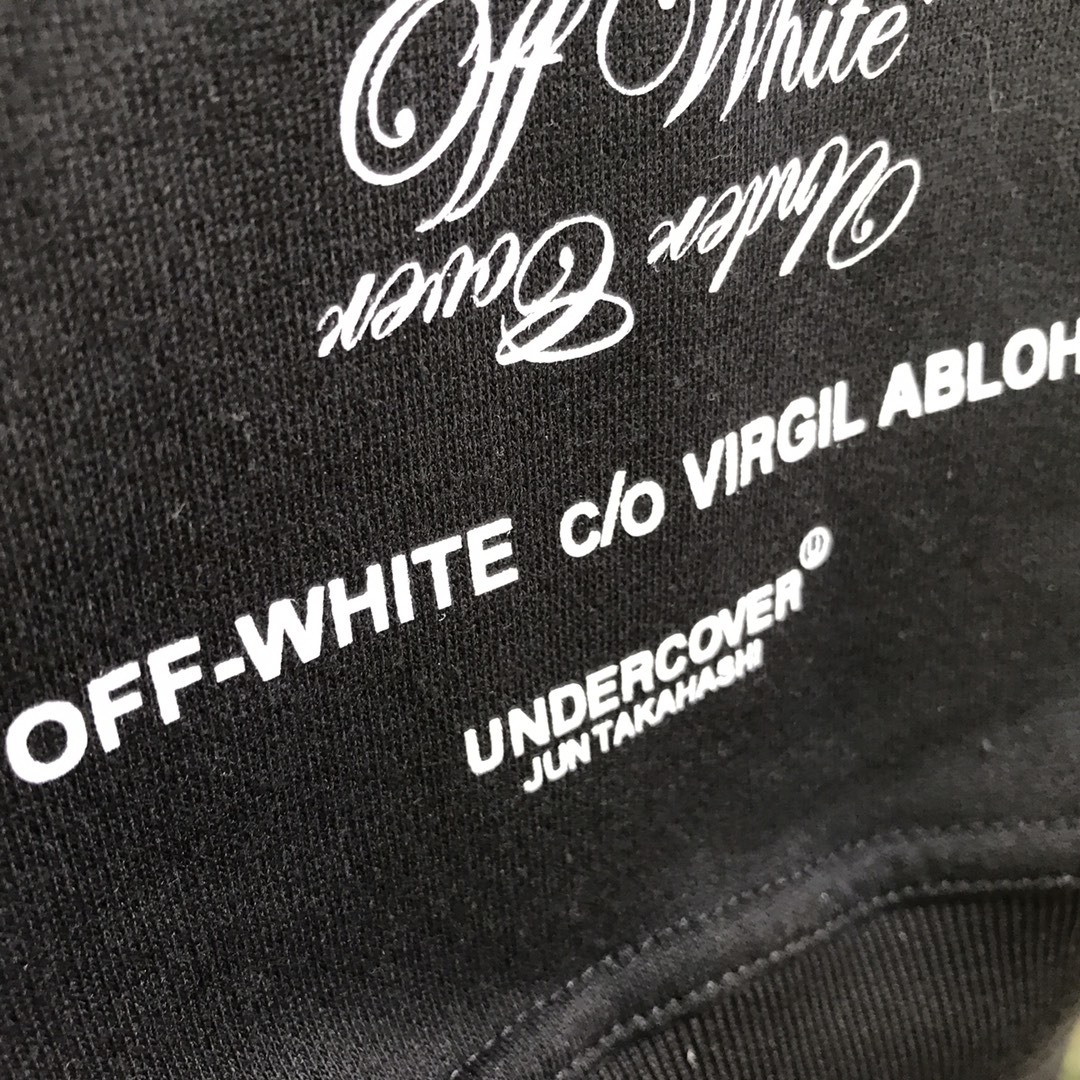 Off White
Under Cover
OFF-WHITE c/o VIRGIL ABLOH
UNDERCOVER
JUN TAKAHASHI